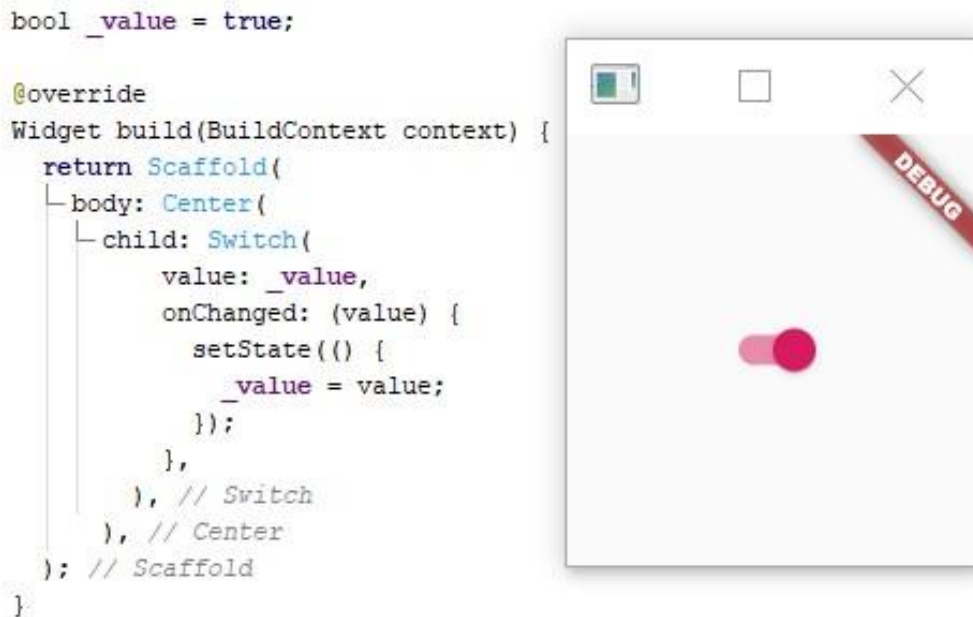 bool _value = true;
@override
Widget build(BuildContext context) {
return Scaffold(
body: Center(
child: Switch(
value: _value,
onChanged: (value) {
setState(() {
_value = value;
});
},
), // Switch
), // Center
); // Scaffold
}
DEBUG